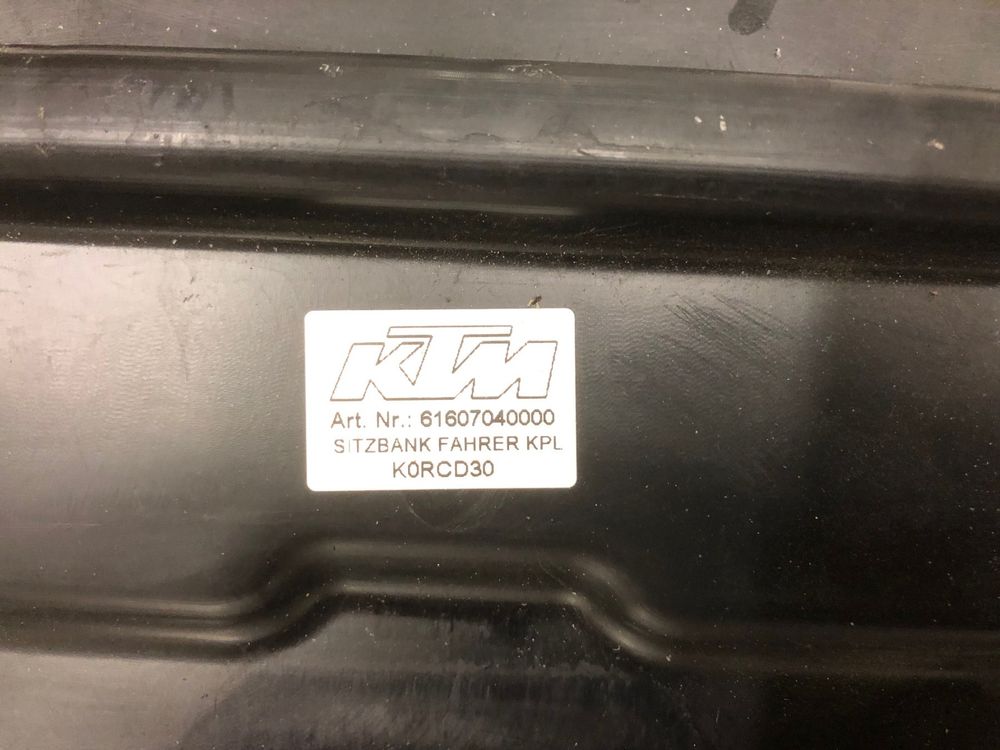 KTM
Art. Nr.: 61607040000
SITZBANK FAHRER KPL
K0RCD30